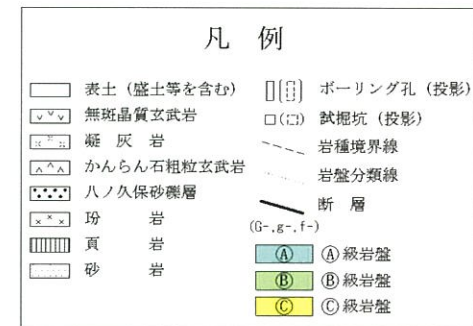 凡 例
表土 (盛土等を含む)
無斑晶質玄武岩
凝灰岩
かんらん石粗粒玄武岩
八ノ久保砂礫層
玢岩
頁岩
砂岩
ボーリング孔 (投影)
試掘坑 (投影)
岩種境界線
岩盤分類線
断層
(G-,g-,f-)
Ⓐ Ⓐ級岩盤
Ⓑ Ⓑ級岩盤
Ⓒ Ⓒ級岩盤